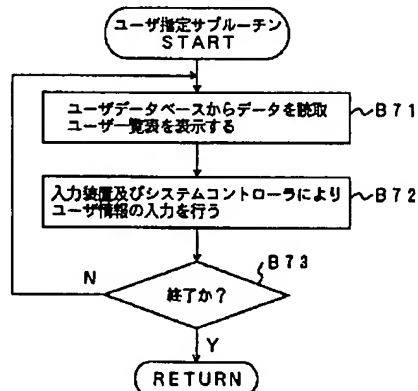 ユーザ指定サブルーチン
START
ユーザデータベースからデータを読取
ユーザ一覧表を表示する
B71
入力装置及びシステムコントローラにより
ユーザ情報の入力を行う
B72
B73
N
終了か?
Y
RETURN